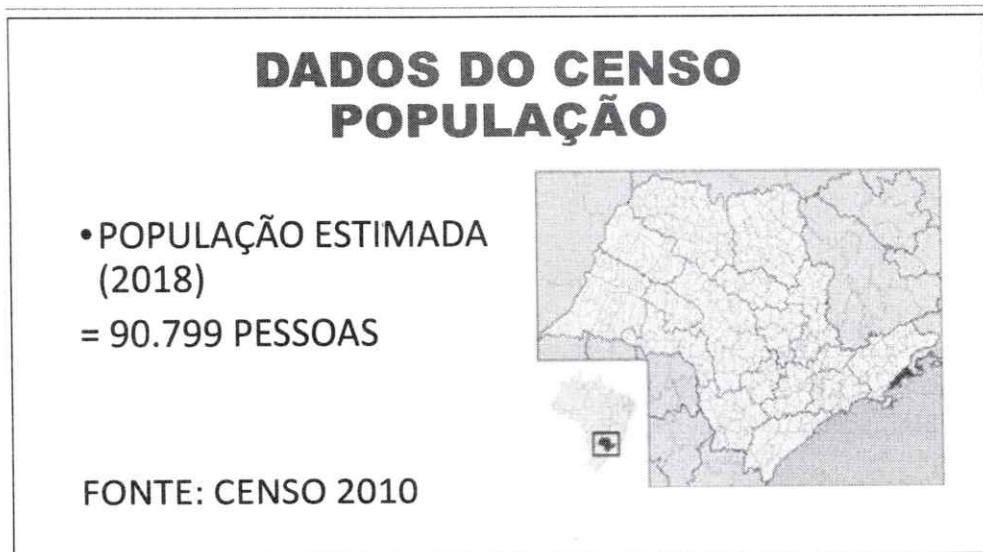 DADOS DO CENSO
POPULAÇÃO
•POPULAÇÃO ESTIMADA
(2018)
= 90.799 PESSOAS
FONTE: CENSO 2010